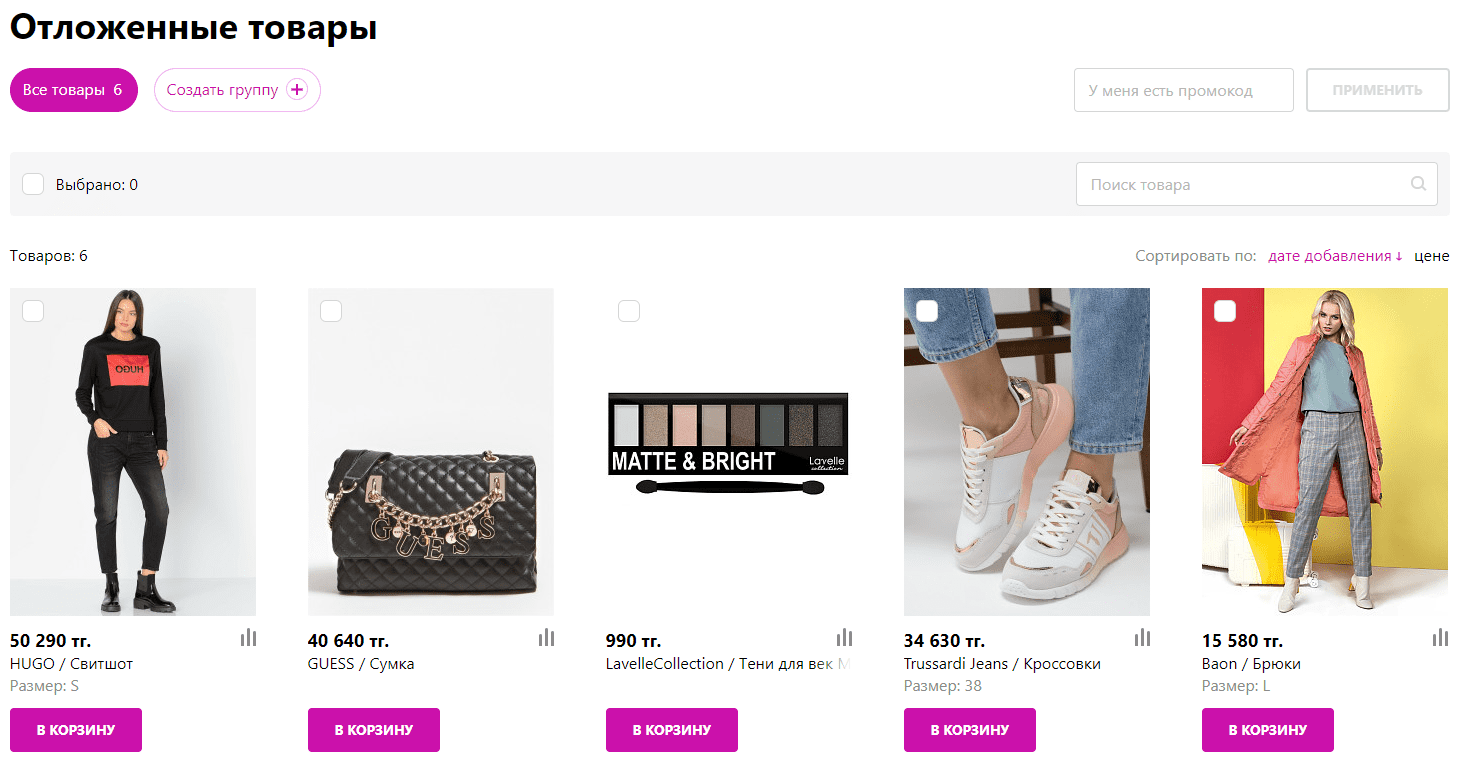 Отложенные товары
Все товары 6
Создать группу
У меня есть промокод
ПРИМЕНИТЬ
Выбрано: 0
Поиск товара
Товаров: 6
Сортировать по: дате добавления↓ цене
HUGO
GUESS
MATTE & BRIGHT
Lavelle
collection
50 290 тг.
HUGO / Свитшот
Размер: S
В КОРЗИНУ
40 640 тг.
GUESS / Сумка
В КОРЗИНУ
990 тг.
LavelleCollection / Тени для век M
В КОРЗИНУ
34 630 тг.
Trussardi Jeans / Кроссовки
Размер: 38
В КОРЗИНУ
15 580 тг.
Baon / Брюки
Размер: L
В КОРЗИНУ